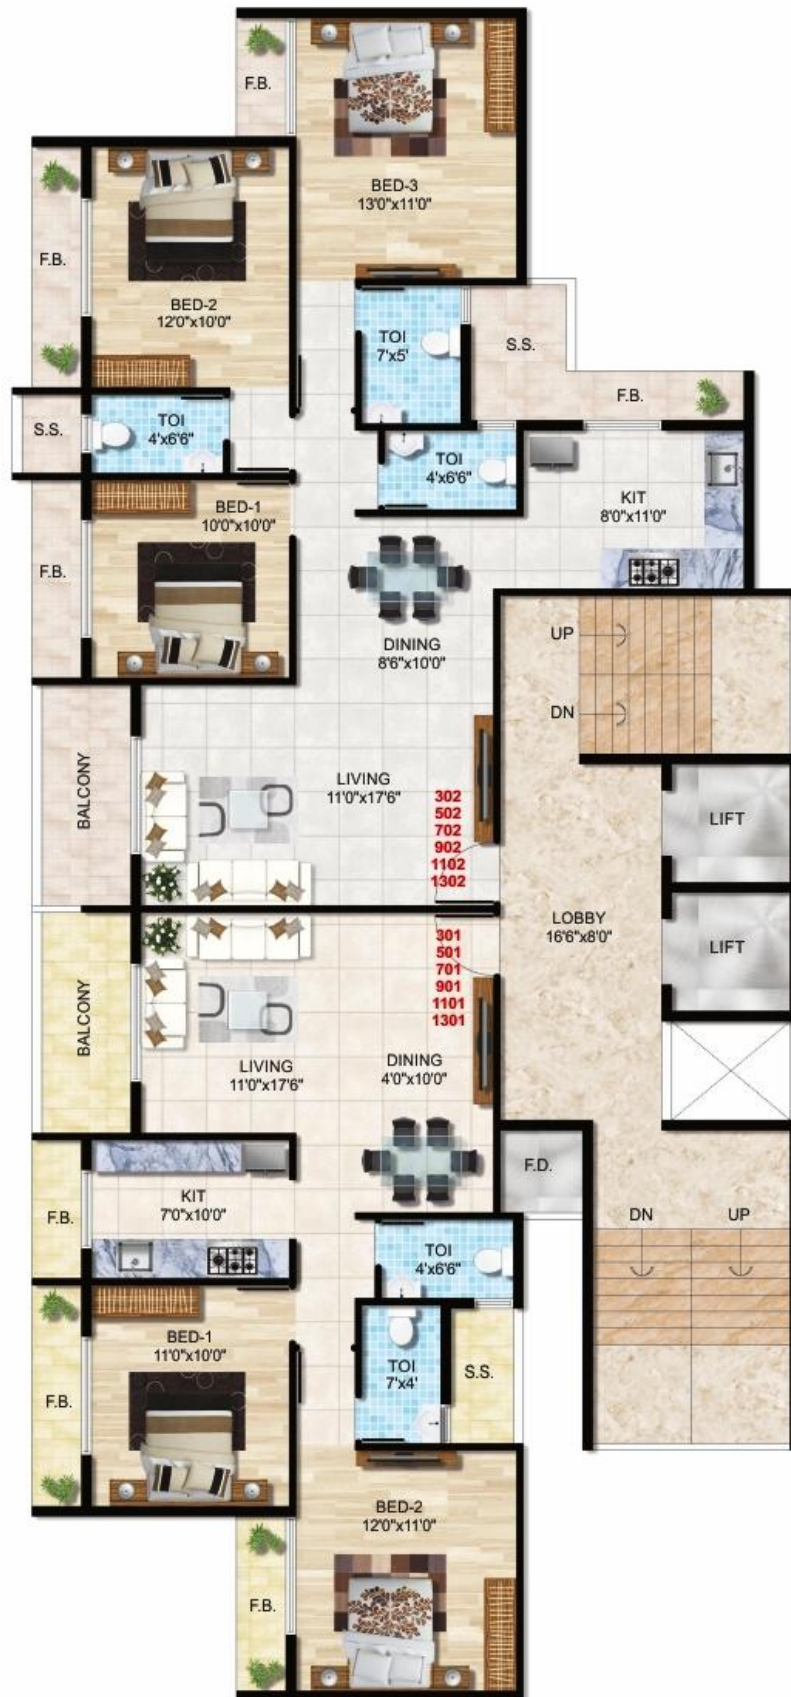 F.B.
BED-3
13'0"x11'0"
F.B.
BED-2
12'0"x10'0"
TOI
7'x5'
S.S.
F.B.
S.S.
TOI
4'x6'6"
TOI
4'x6'6"
KIT
8'0"x11'0"
BED-1
10'0"x10'0"
F.B.
DINING
8'6"x10'0"
UP
DN
BALCONY
LIVING
11'0"x17'6"
302
502
702
902
1102
1302
LIFT
LOBBY
16'6"x8'0"
LIFT
301
501
701
901
1101
1301
BALCONY
LIVING
11'0"x17'6"
DINING
4'0"x10'0"
F.D.
KIT
7'0"x10'0"
F.B.
DN
UP
TOI
4'x6'6"
BED-1
11'0"x10'0"
F.B.
TOI
7'x4'
S.S.
BED-2
12'0"x11'0"
F.B.